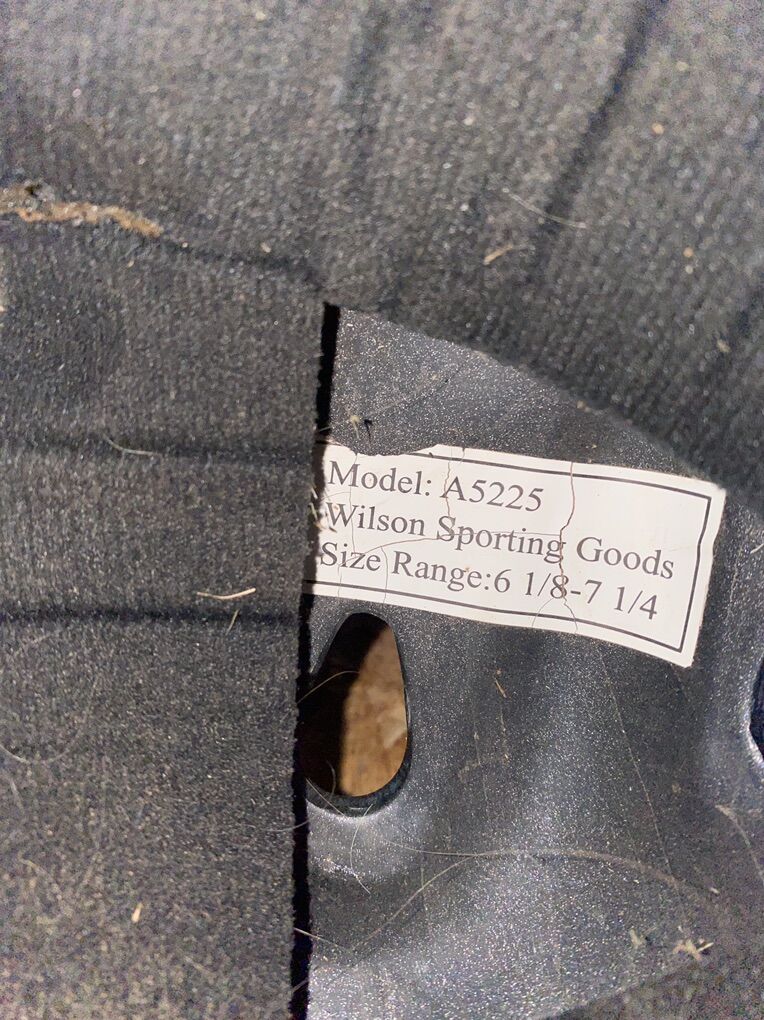 Model: A5225
Wilson Sporting Goods
Size Range:6 1/8-7 1/4